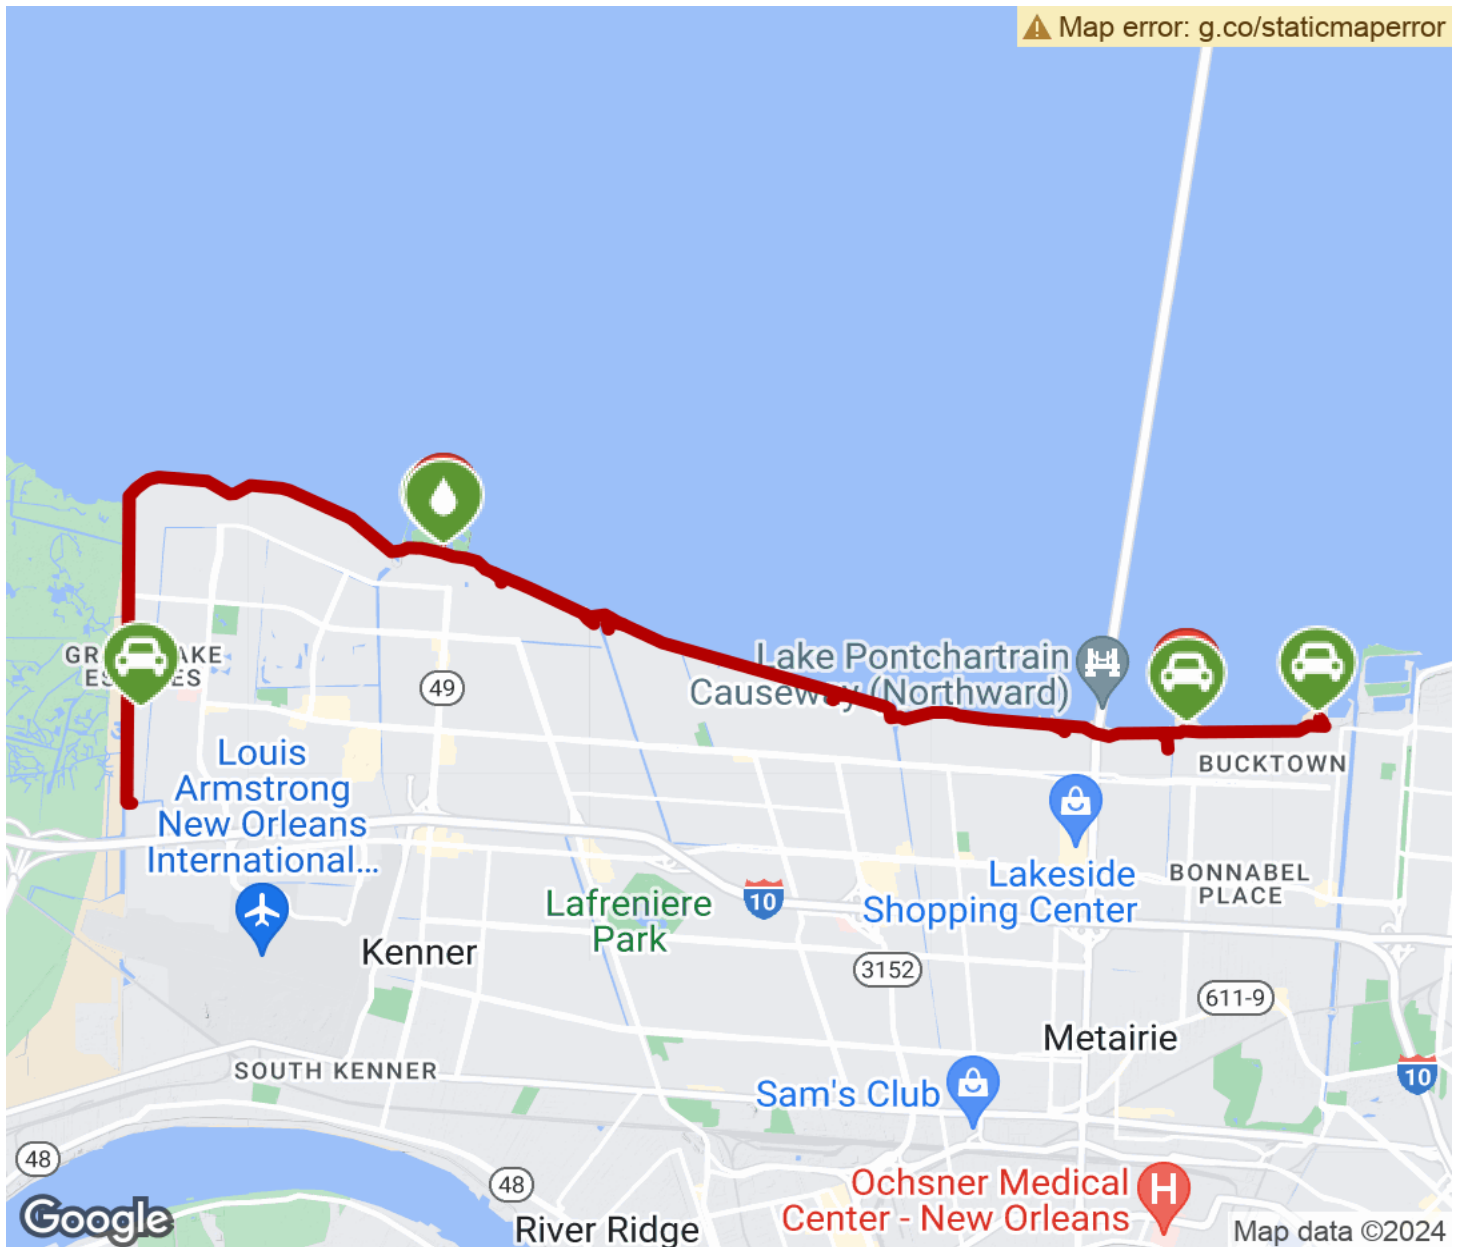 Map error: g.co/staticmaperror
Lake Pontchartrain
Causeway (Northward)
49
Louis
Armstrong
New Orleans
International...
BUCKTOWN
Lakeside
Shopping Center
BONNABEL
PLACE
Lafreniere
Park
10
Kenner
3152
611-9
Metairie
SOUTH KENNER
10
Sam's Club
48
48
Ochsner Medical
Center - New Orleans
H
River Ridge
Google
Map data ©2024